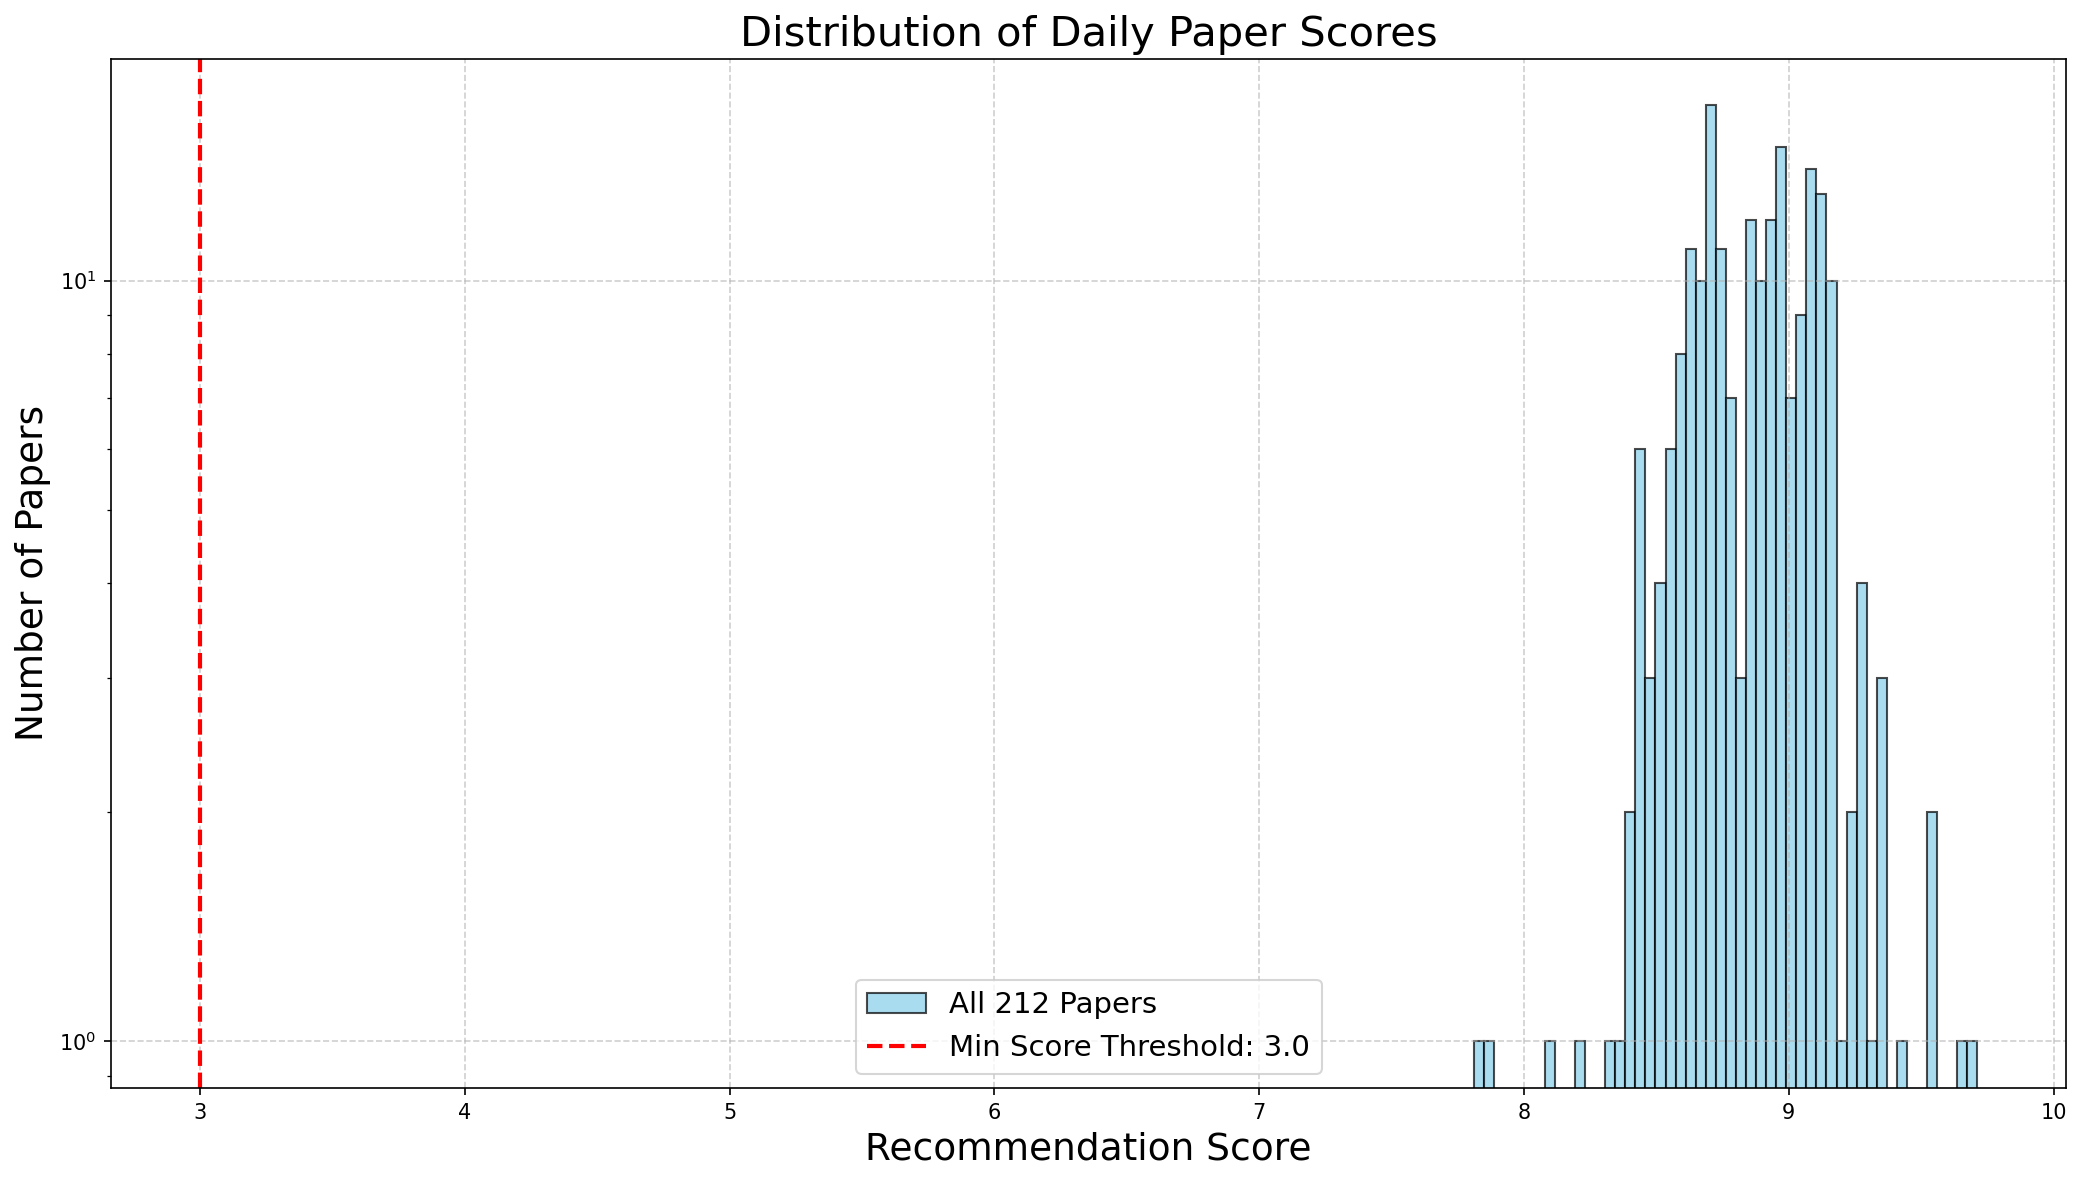 Distribution of Daily Paper Scores
Number of Papers
10¹
10⁰
All 212 Papers
Min Score Threshold: 3.0
3 4 5 6 7 8 9 10
Recommendation Score